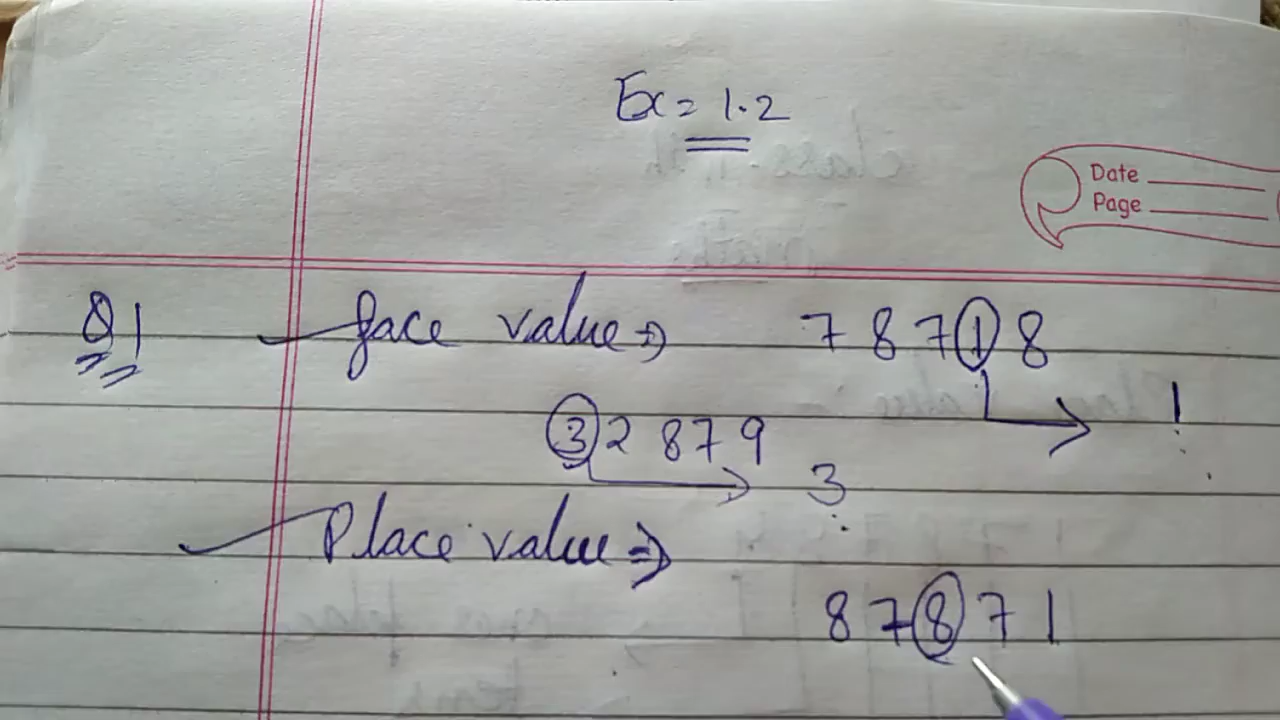 Ex = 1.2
Date
Page
Q1 face value ⇒ 7 8 7 1 8
1
3 2 8 7 9
3
Place value ⇒
8 7 8 7 1